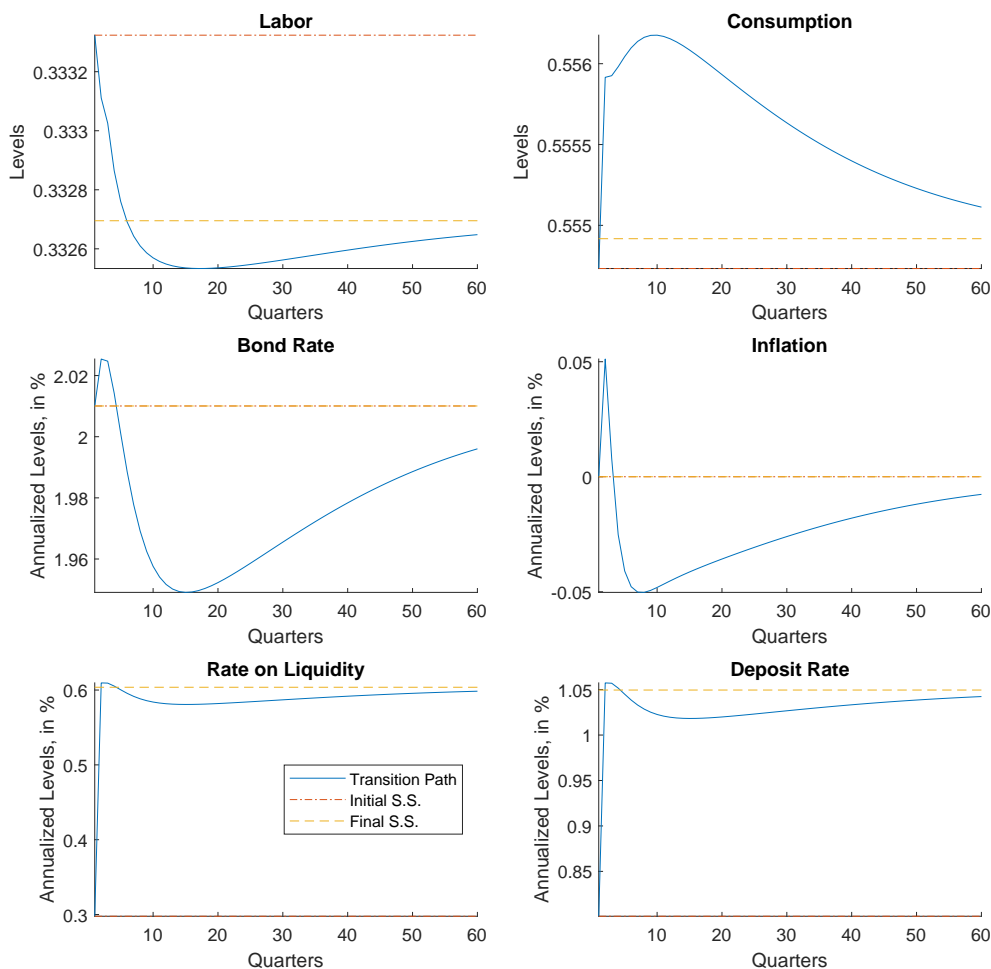 Labor
Levels
0.3332
0.333
0.3328
0.3326
10 20 30 40 50 60
Quarters
Consumption
Levels
0.556
0.5555
0.555
10 20 30 40 50 60
Quarters
Bond Rate
Annualized Levels, in %
2.02
2
1.98
1.96
10 20 30 40 50 60
Quarters
Inflation
Annualized Levels, in %
0.05
0
-0.05
10 20 30 40 50 60
Quarters
Rate on Liquidity
Annualized Levels, in %
0.6
0.5
0.4
0.3
Transition Path
Initial S.S.
Final S.S.
10 20 30 40 50 60
Quarters
Deposit Rate
Annualized Levels, in %
1.05
1
0.95
0.9
0.85
10 20 30 40 50 60
Quarters